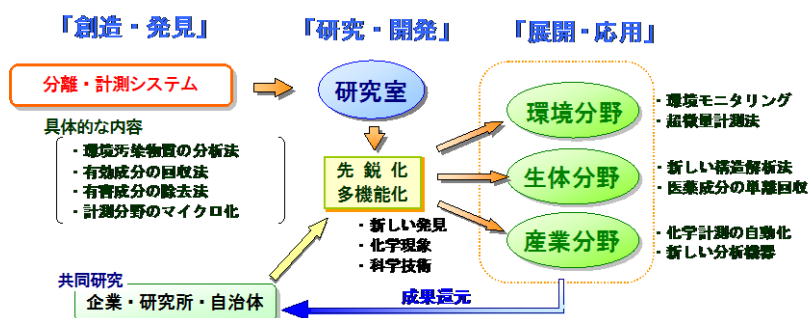 「創造・発見」
「研究・開発」
「展開・応用」
分離・計測システム
研究室
具体的な内容
・環境汚染物質の分析法
・有効成分の回収法
・有害成分の除去法
・計測分野のマイクロ化
先 鋭 化
多機能化
・新しい発見
・化学現象
・科学技術
環境分野
・環境モニタリング
・超微量計測法
生体分野
・新しい構造解析法
・医薬成分の単離回収
産業分野
・化学計測の自動化
・新しい分析機器
共同研究
企業・研究所・自治体
成果還元